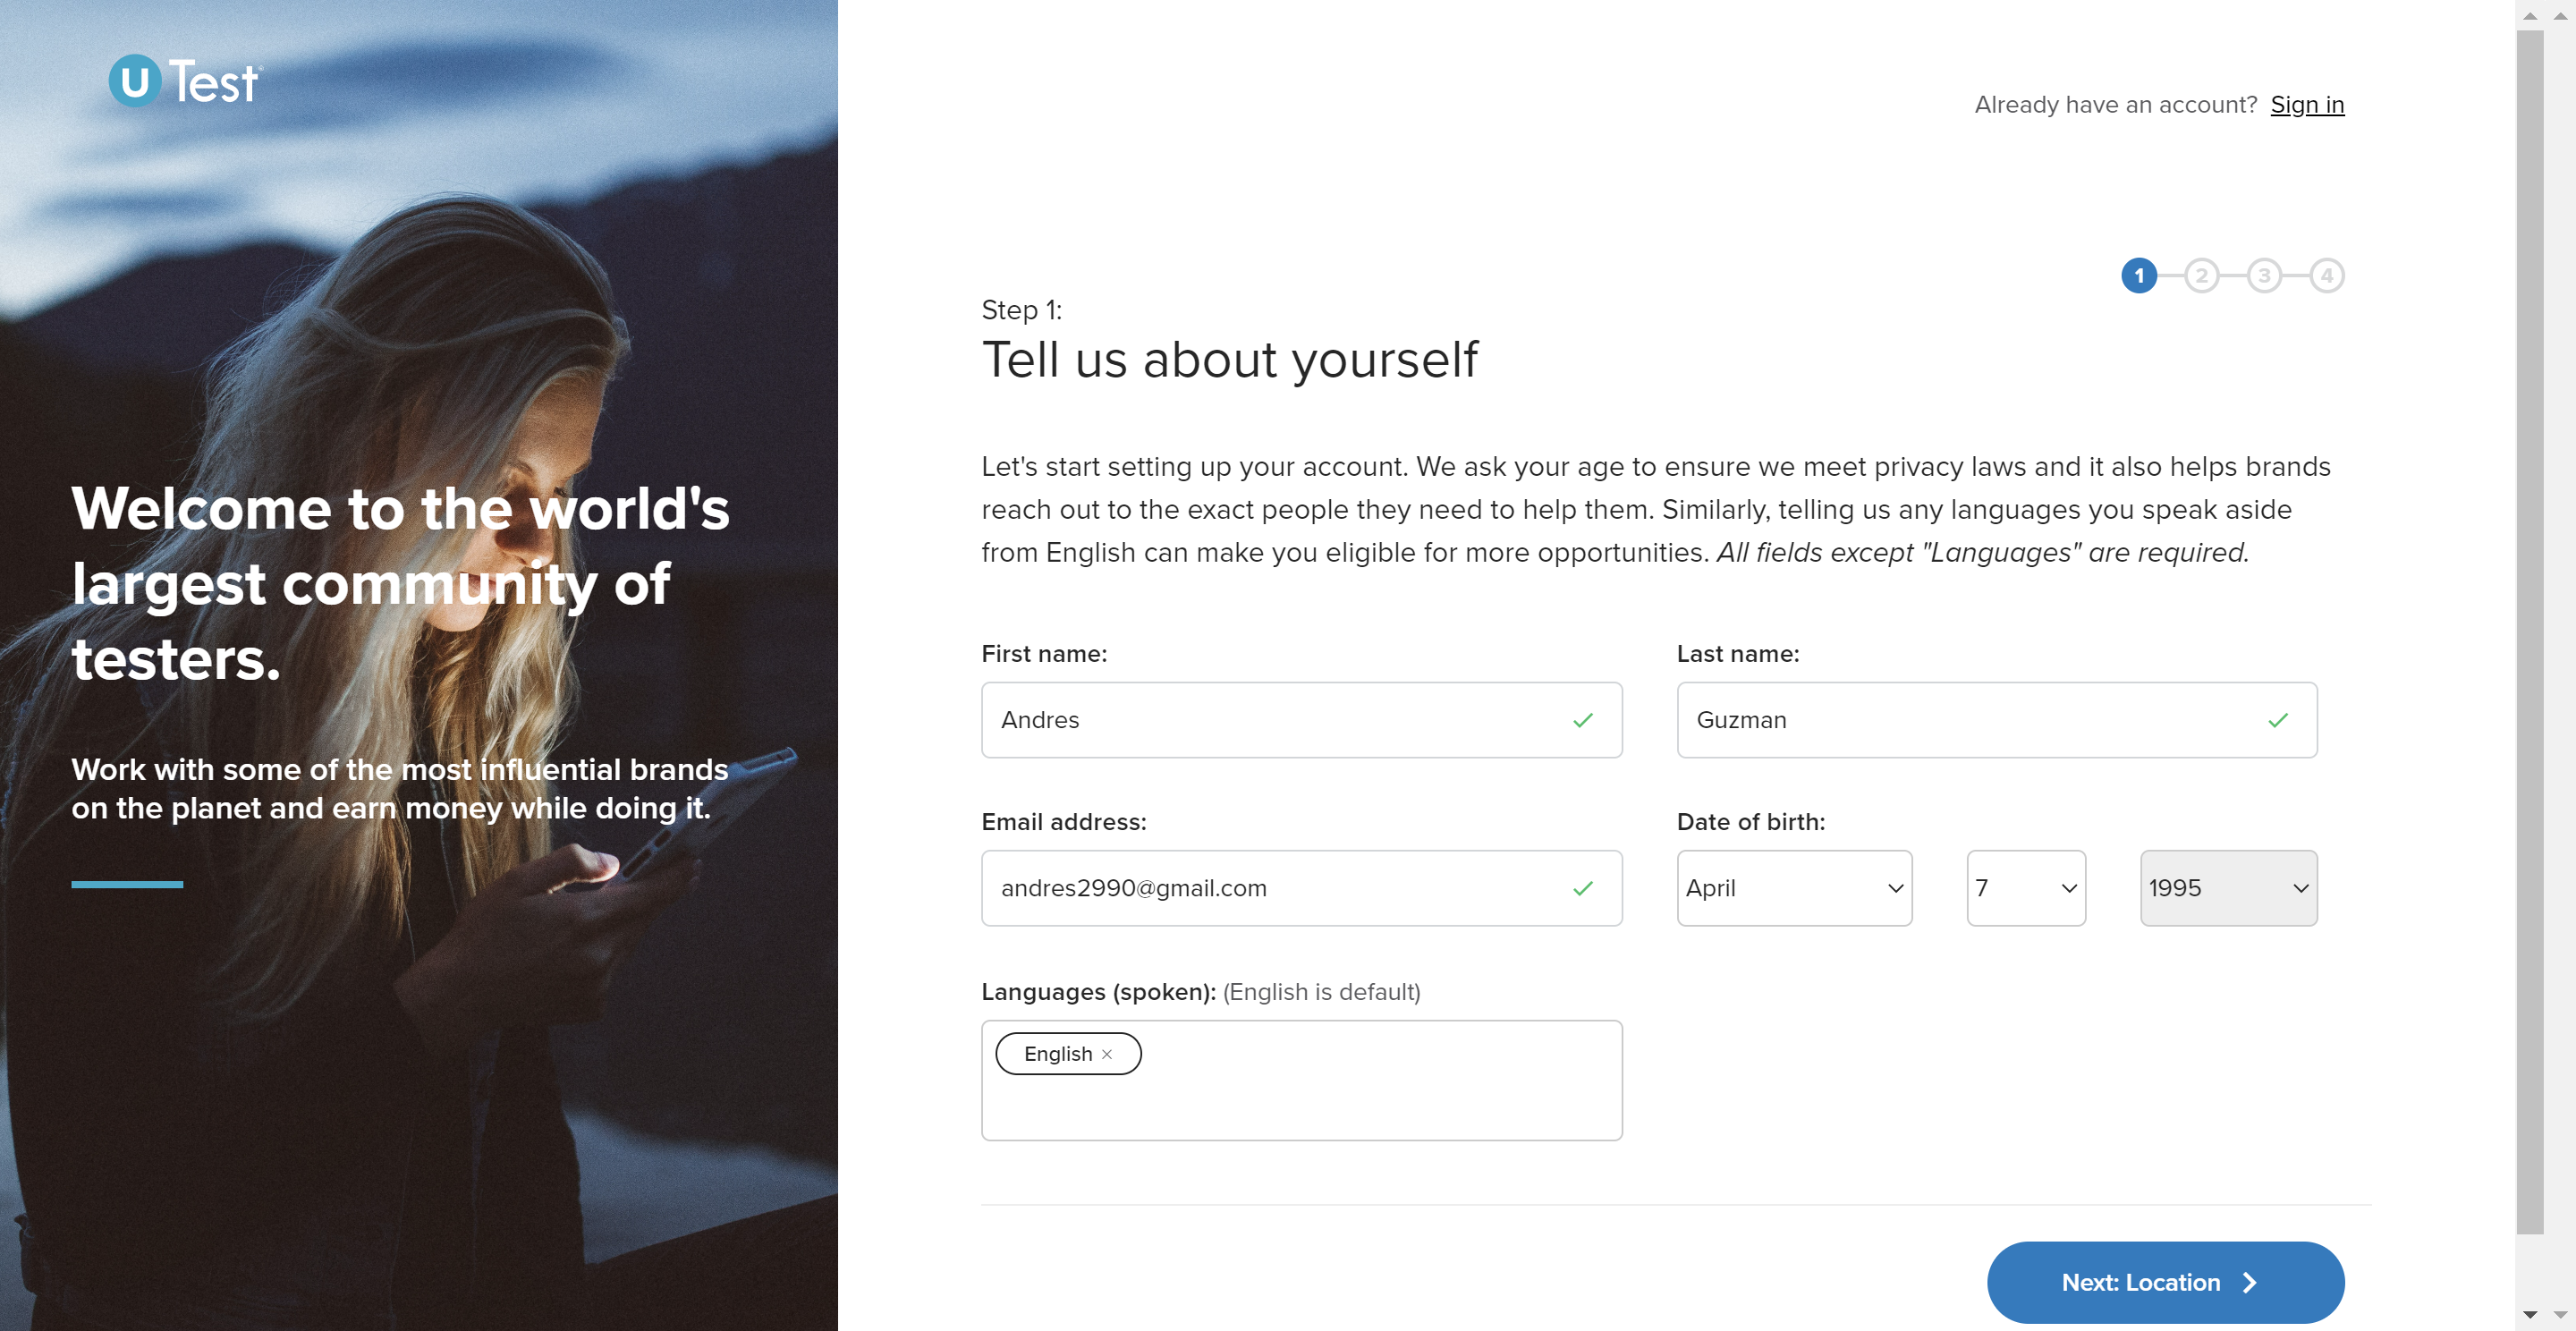 U Test
Welcome to the world's
largest community of
testers.
Work with some of the most influential brands
on the planet and earn money while doing it.
Already have an account? Sign in
1 2 3 4
Step 1:
Tell us about yourself
Let's start setting up your account. We ask your age to ensure we meet privacy laws and it also helps brands
reach out to the exact people they need to help them. Similarly, telling us any languages you speak aside
from English can make you eligible for more opportunities. All fields except "Languages" are required.
First name: Last name:
Andres Guzman
Email address: Date of birth:
andres2990@gmail.com April 7 1995
Languages (spoken): (English is default)
English ×
Next: Location